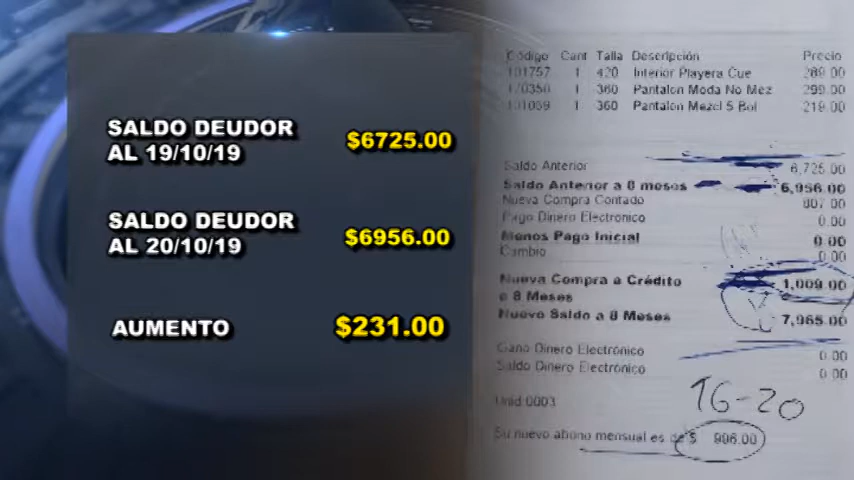 SALDO DEUDOR
AL 19/10/19
$6725.00
SALDO DEUDOR
AL 20/10/19
$6956.00
AUMENTO
$231.00
Código Cant Talla Descripción Precio
101757 1 420 Interior Playera Cue 289.00
170350 1 360 Pantalon Moda No Mez 299.00
101039 1 360 Pantalon Mezcl 5 Bol 219.00
Saldo Anterior 6,725.00
Saldo Anterior a 8 meses 6,956.00
Nueva Compra Contado 807.00
Pago Dinero Electronico 0.00
Menos Pago Inicial 0.00
Cambio 0.00
Nueva Compra a Crédito
a 8 Meses 1,009.00
Nuevo Saldo a 8 Meses 7,965.00
Gano Dinero Electrónico 0.00
Saldo Dinero Electrónico 0.00
Unid 0003
16-20
Su nuevo abono mensual es de $ 996.00